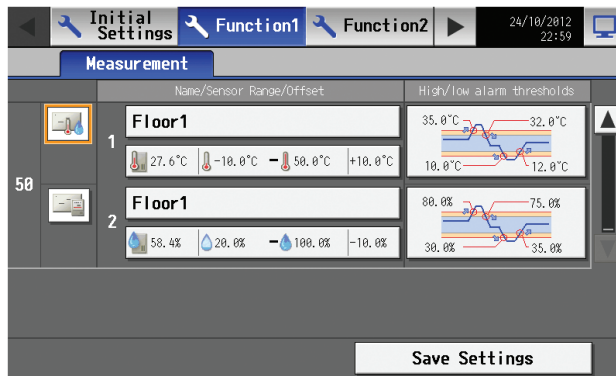 Initial
Settings
Function1
Function2
24/10/2012
22:59
Measurement
Name/Sensor Range/Offset
High/low alarm thresholds
50
1
Floor1
27.6°C
-10.0°C
-
50.0°C
+10.0°C
35.0°C
32.0°C
10.0°C
12.0°C
2
Floor1
58.4%
20.0%
-
100.0%
-10.0%
80.0%
75.0%
30.0%
35.0%
Save Settings